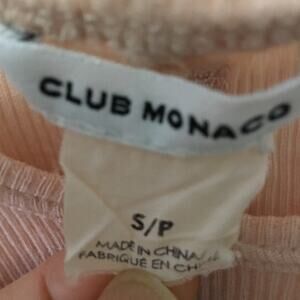 CLUB MONACO
S/P
MADE IN CHINA/
FABRIQUÉ EN